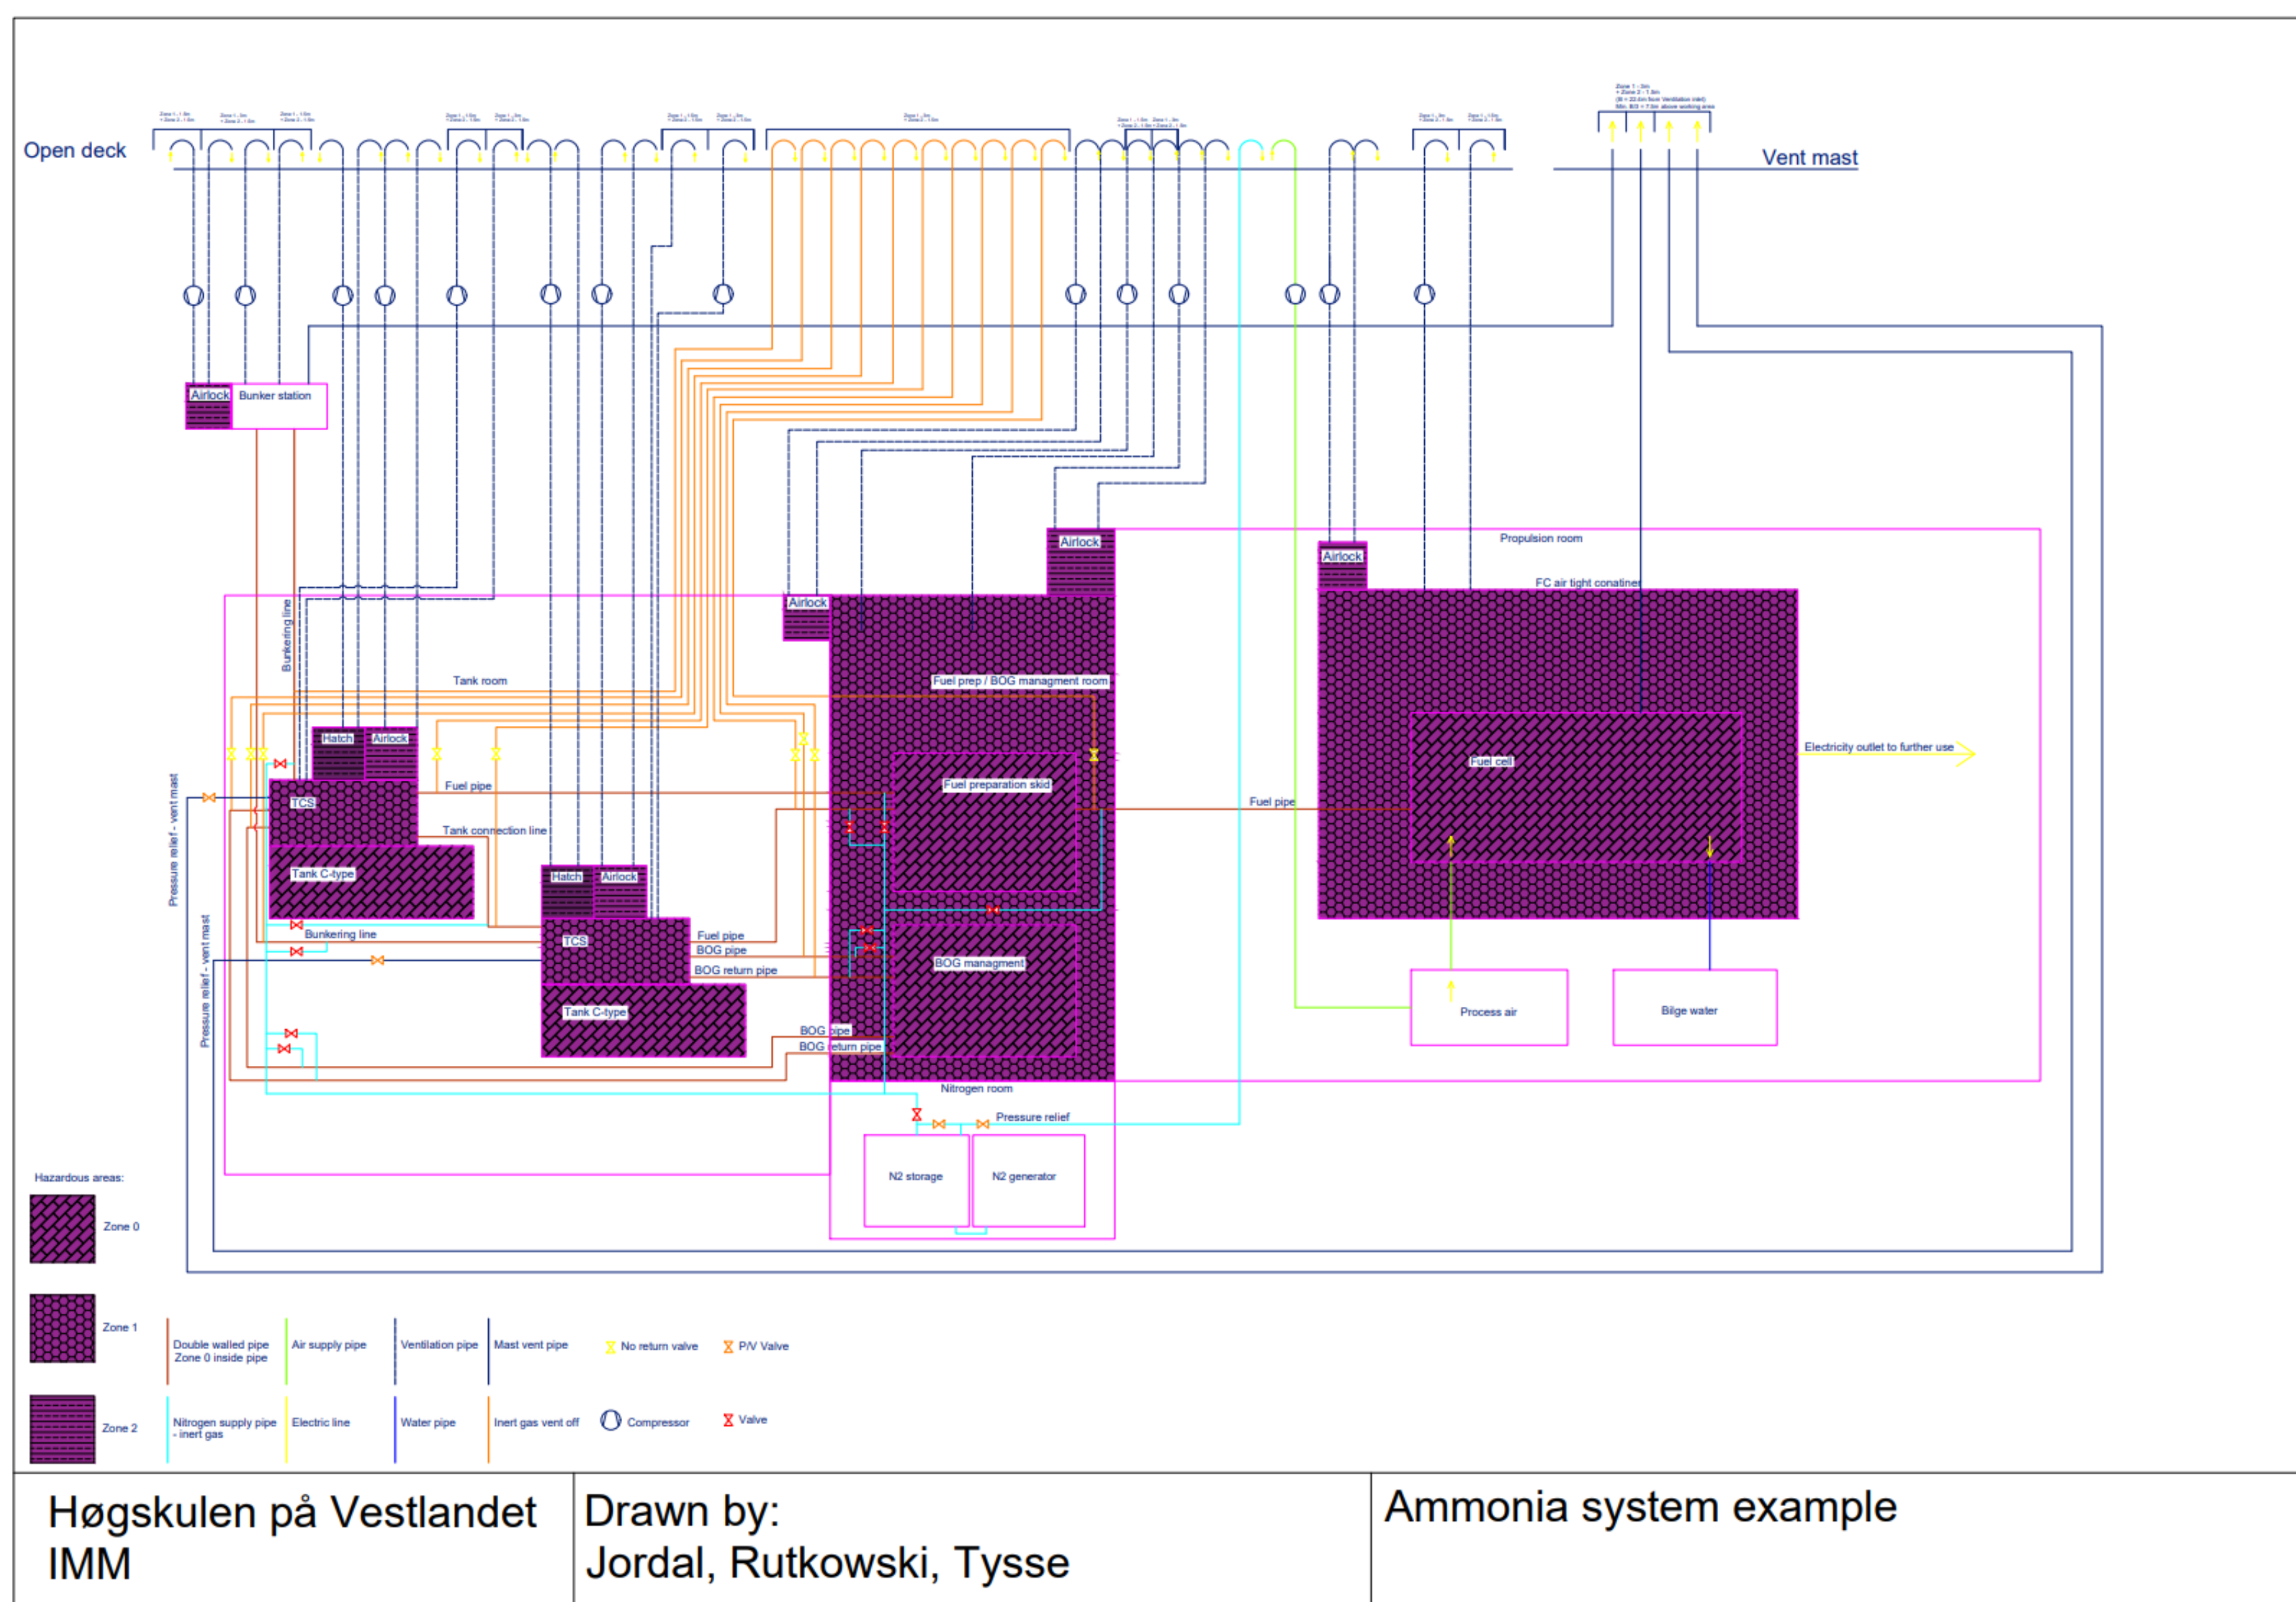 Zone 1 - 3m
+ Zone 2 - 1.5m
Open deck
Vent mast
Airlock
Bunker station
Airlock
Propulsion room
Airlock
FC air tight conatiner
Airlock
Bunkering line
Tank room
Fuel prep / BOG managment room
Hatch
Airlock
Electricity outlet to further use
Fuel cell
Fuel pipe
Fuel preparation skid
TCS
Fuel pipe
Tank connection line
Pressure relief - vent mast
Tank C-type
Hatch
Airlock
Bunkering line
TCS
Fuel pipe
BOG pipe
BOG return pipe
BOG managment
Pressure relief - vent mast
Tank C-type
Process air
Bilge water
BOG pipe
BOG return pipe
Nitrogen room
Pressure relief
N2 storage
N2 generator
Hazardous areas:
Zone 0
Zone 1
Zone 2
Double walled pipe
Zone 0 inside pipe
Air supply pipe
Ventilation pipe
Mast vent pipe
No return valve
P/V Valve
Nitrogen supply pipe
- inert gas
Electric line
Water pipe
Inert gas vent off
Compressor
Valve
Høgskulen på Vestlandet
IMM
Drawn by:
Jordal, Rutkowski, Tysse
Ammonia system example